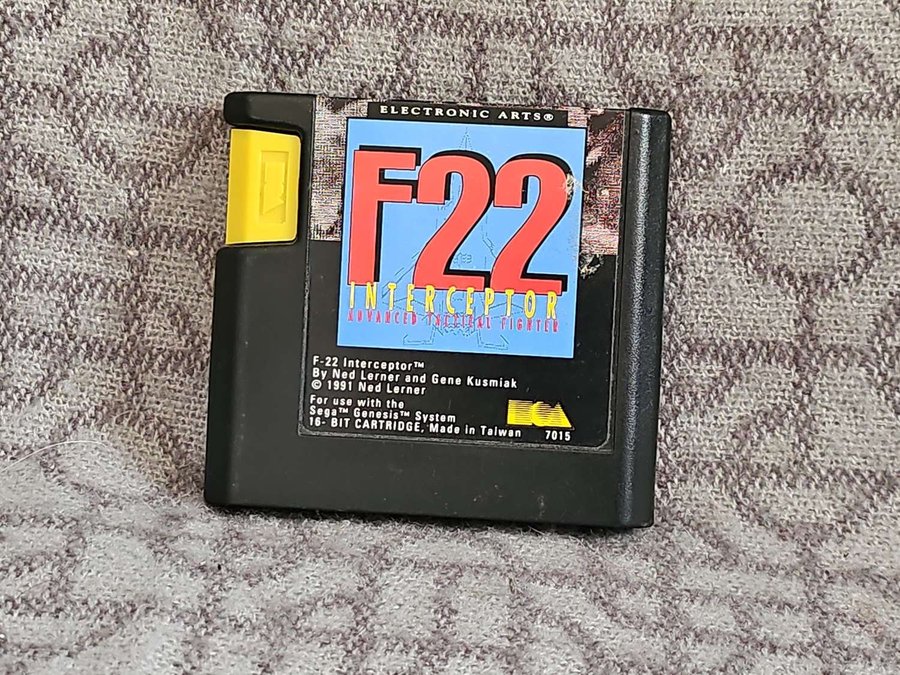 ELECTRONIC ARTS®
F22
INTERCEPTOR
ADVANCED TACTICAL FIGHTER
F-22 Interceptor™
By Ned Lerner and Gene Kusmiak
© 1991 Ned Lerner
For use with the
Sega™ Genesis™ System
16- BIT CARTRIDGE, Made in Taiwan 7015
EA